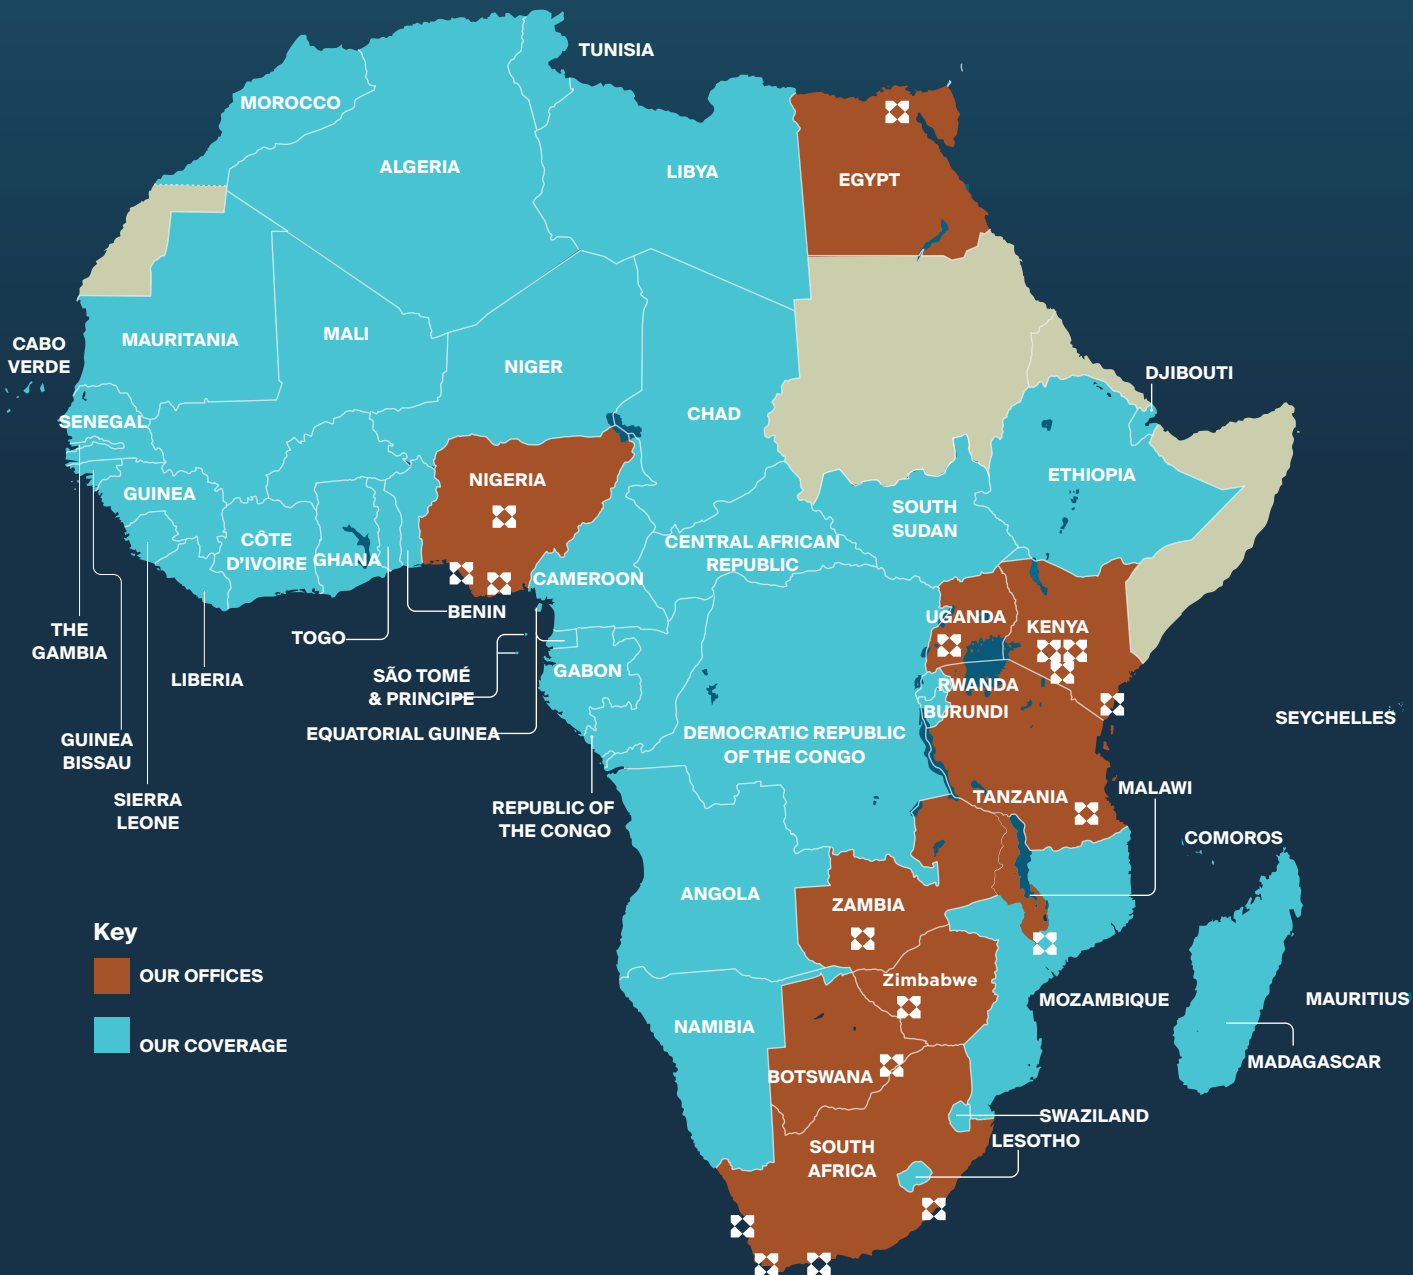 TUNISIA
MOROCCO
ALGERIA
LIBYA
EGYPT
CABO
VERDE
MAURITANIA
MALI
NIGER
CHAD
DJIBOUTI
SENEGAL
GUINEA
NIGERIA
ETHIOPIA
SOUTH
SUDAN
CÔTE
D'IVOIRE
GHANA
CENTRAL AFRICAN
REPUBLIC
CAMEROON
BENIN
TOGO
THE
GAMBIA
UGANDA
KENYA
LIBERIA
SÃO TOMÉ
& PRINCIPE
GABON
RWANDA
BURUNDI
SEYCHELLES
EQUATORIAL GUINEA
DEMOCRATIC REPUBLIC
OF THE CONGO
GUINEA
BISSAU
SIERRA
LEONE
REPUBLIC OF
THE CONGO
TANZANIA
MALAWI
COMOROS
ANGOLA
ZAMBIA
Key
OUR OFFICES
OUR COVERAGE
Zimbabwe
MOZAMBIQUE
MAURITIUS
NAMIBIA
MADAGASCAR
BOTSWANA
SWAZILAND
LESOTHO
SOUTH
AFRICA